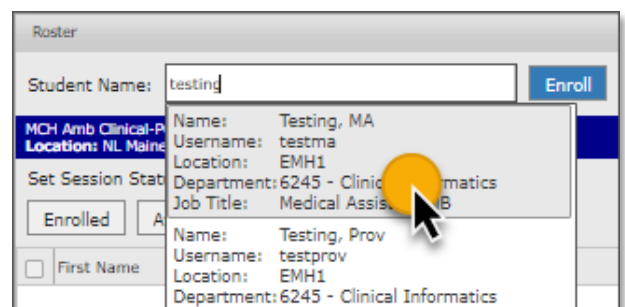 Roster
Student Name: testing Enroll
MCH Amb Clinical-P
Location: NL Maine
Set Session Stat
Enrolled A
First Name
Name: Testing, MA
Username: testma
Location: EMH1
Department: 6245 - Clinic matics
Job Title: Medical Assis B
Name: Testing, Prov
Username: testprov
Location: EMH1
Department: 6245 - Clinical Informatics